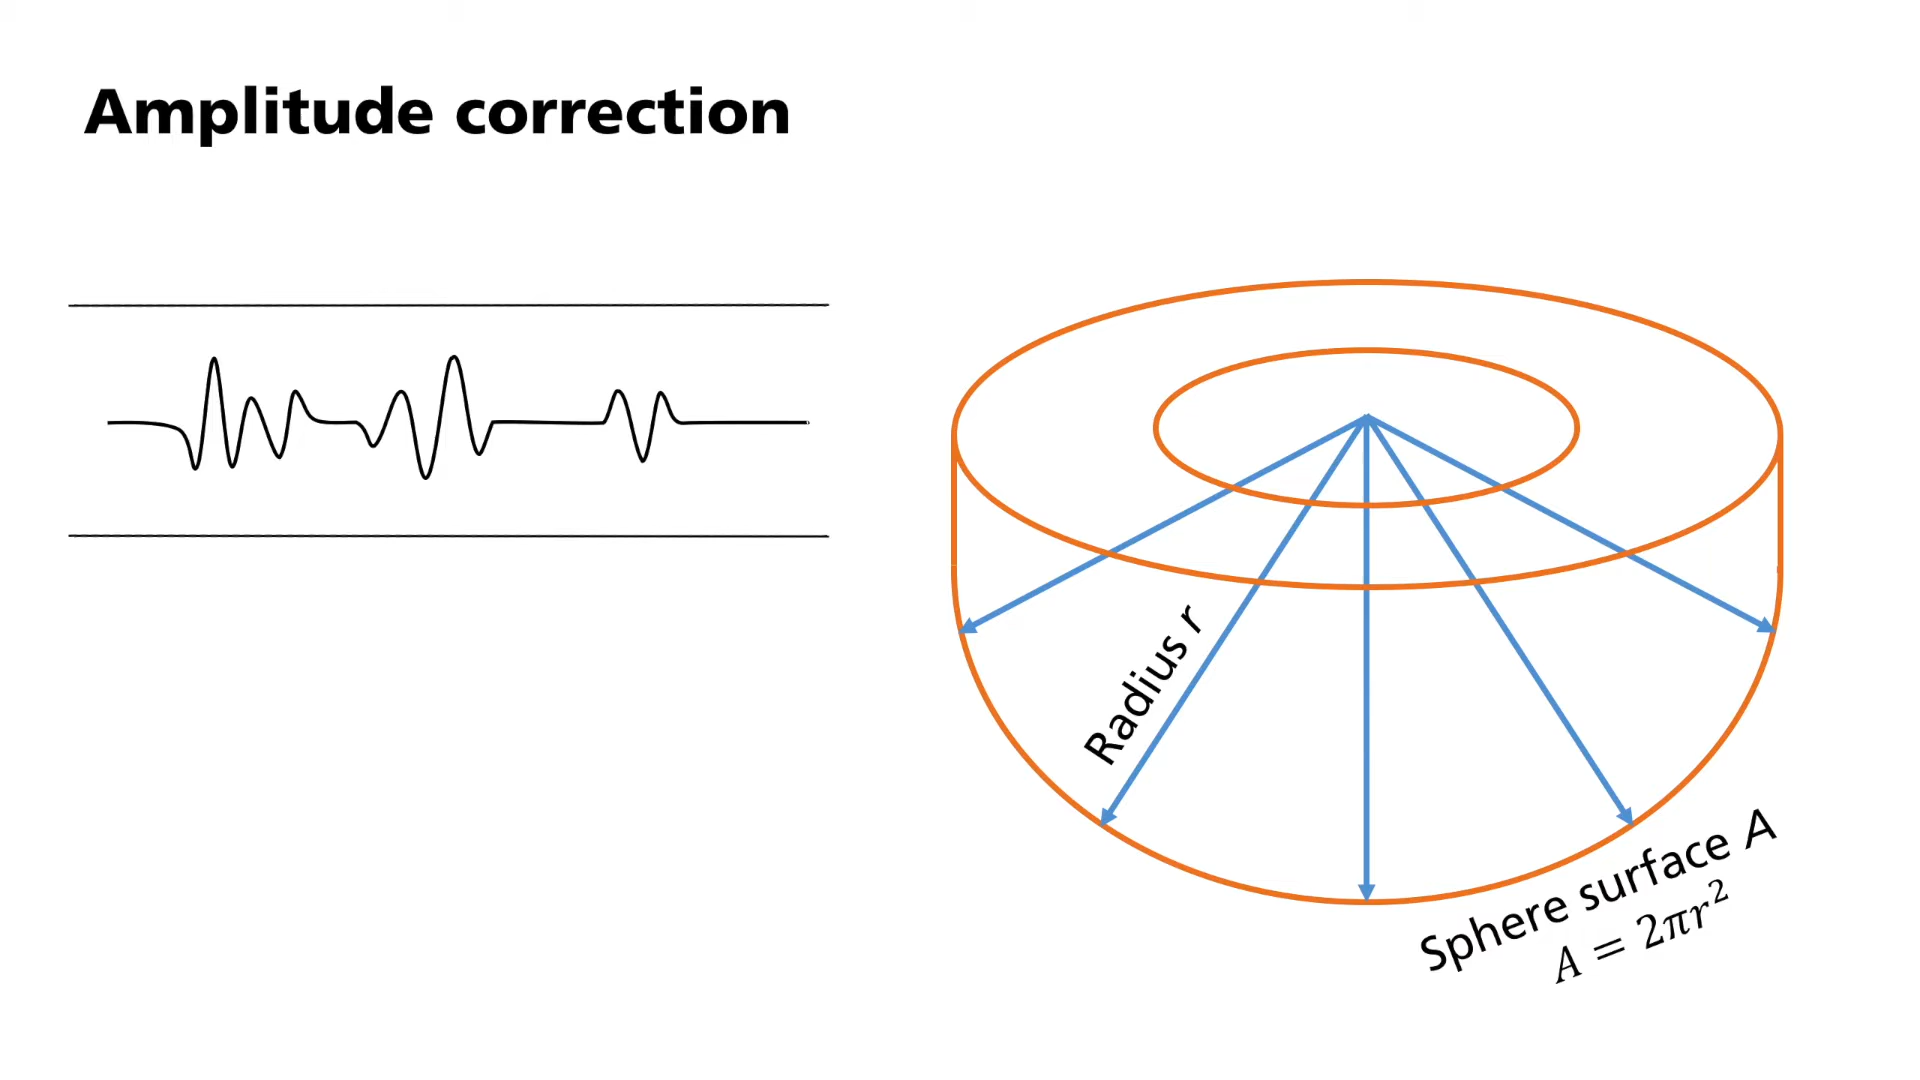 Amplitude correction
Radius r
Sphere surface A
A = 2πr²